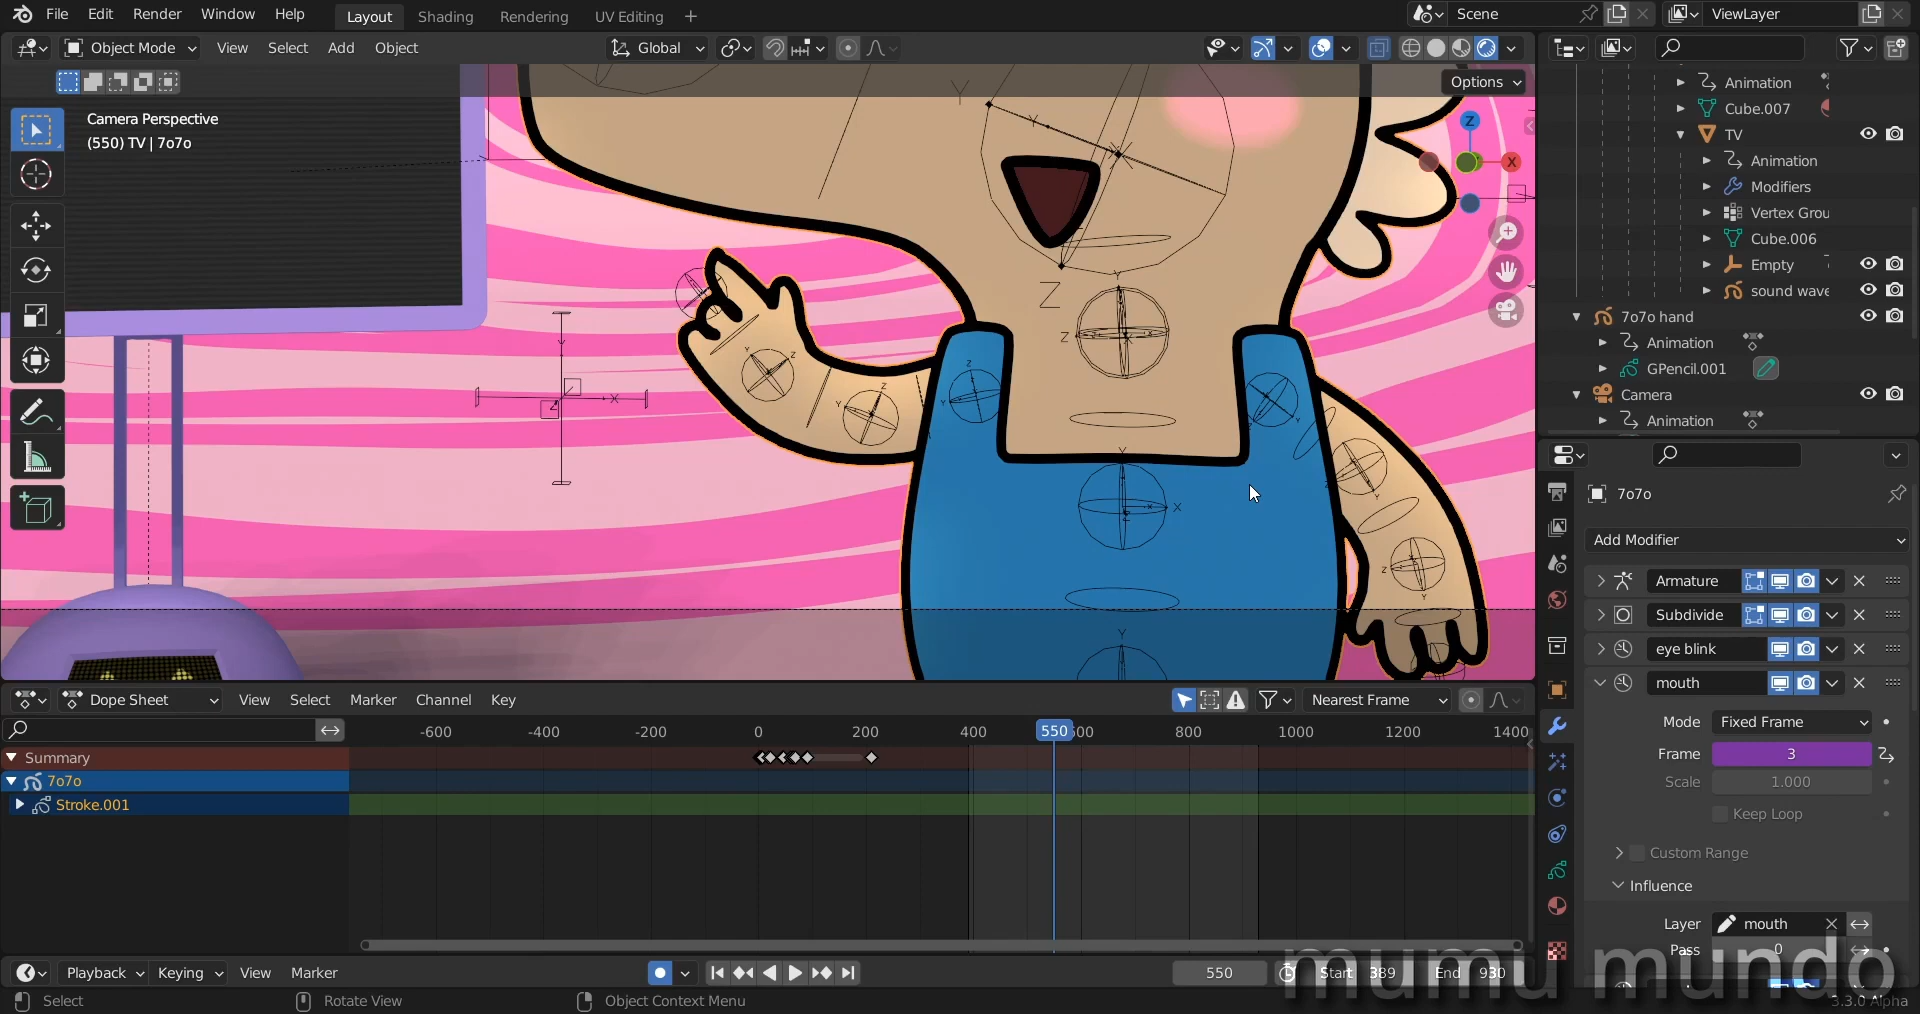 File Edit Render Window Help Layout Shading Rendering UV Editing + Scene ViewLayer
Object Mode View Select Add Object Global
Options
Camera Perspective
(550) TV | 7o7o
Animation
Cube.007
TV
Animation
Modifiers
Vertex Grou
Cube.006
Empty
sound wave
7o7o hand
Animation
GPencil.001
Camera
Animation
7o7o
Add Modifier
Armature
Subdivide
eye blink
mouth
Mode Fixed Frame
Frame 3
Scale 1.000
Keep Loop
Custom Range
Influence
Layer mouth
Pass 0
Dope Sheet View Select Marker Channel Key Nearest Frame
-600 -400 -200 0 200 400 550 600 800 1000 1200 1400
Summary
7o7o
Stroke.001
Playback Keying View Marker 550 Start 389 End 930
mumu mundo
Select Rotate View Object Context Menu 3.3.0 Alpha